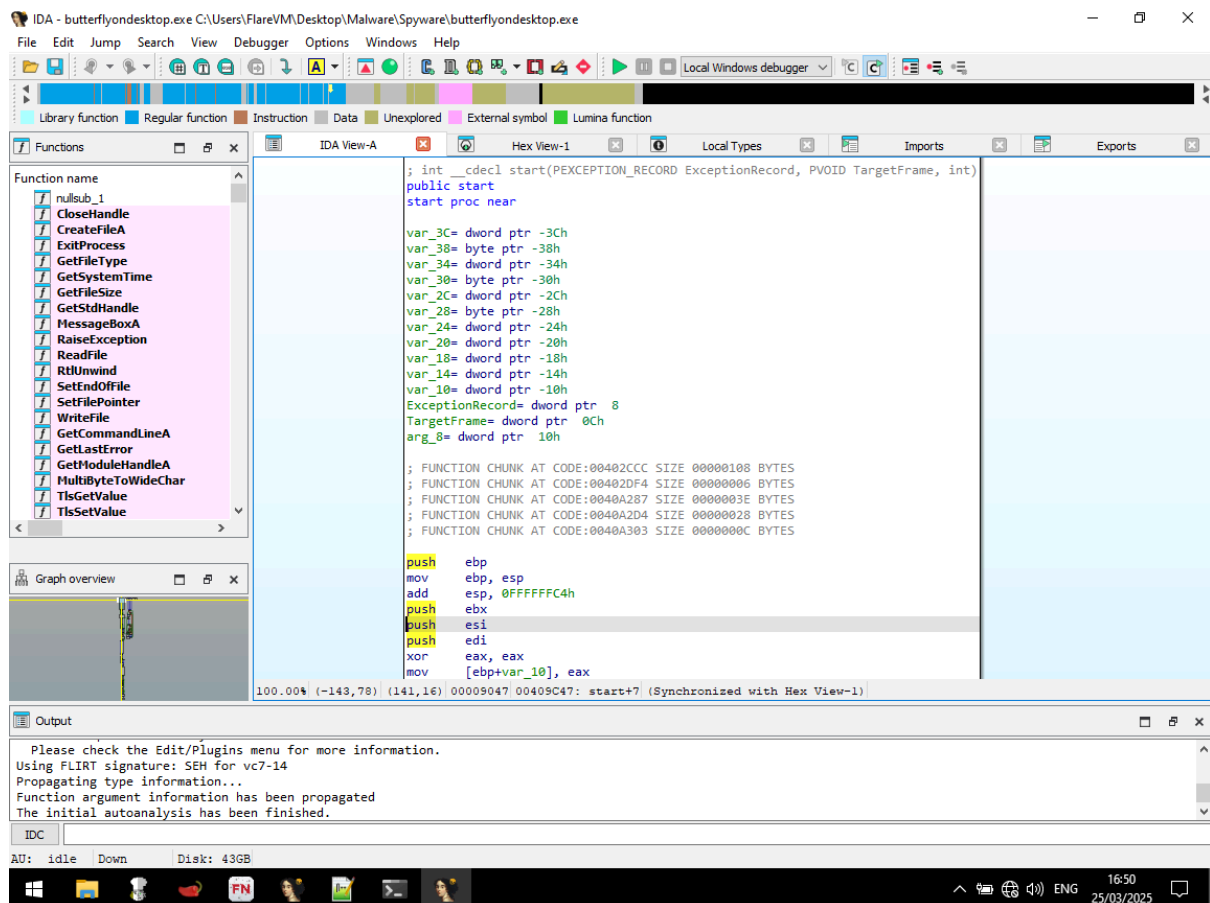 IDA - butterflyondesktop.exe C:\Users\FlareVM\Desktop\Malware\Spyware\butterflyondesktop.exe
File Edit Jump Search View Debugger Options Windows Help
Local Windows debugger
Library function Regular function Instruction Data Unexplored External symbol Lumina function
Functions
IDA View-A Hex View-1 Local Types Imports Exports
Function name
nullsub_1
CloseHandle
CreateFileA
ExitProcess
GetFileType
GetSystemTime
GetFileSize
GetStdHandle
MessageBoxA
RaiseException
ReadFile
RtlUnwind
SetEndOfFile
SetFilePointer
WriteFile
GetCommandLineA
GetLastError
GetModuleHandleA
MultiByteToWideChar
TlsGetValue
TlsSetValue
Graph overview
; int __cdecl start(PEXCEPTION_RECORD ExceptionRecord, PVOID TargetFrame, int)
public start
start proc near
var_3C= dword ptr -3Ch
var_38= byte ptr -38h
var_34= dword ptr -34h
var_30= byte ptr -30h
var_2C= dword ptr -2Ch
var_28= byte ptr -28h
var_24= dword ptr -24h
var_20= dword ptr -20h
var_18= dword ptr -18h
var_14= dword ptr -14h
var_10= dword ptr -10h
ExceptionRecord= dword ptr 8
TargetFrame= dword ptr 0Ch
arg_8= dword ptr 10h
; FUNCTION CHUNK AT CODE:00402CCC SIZE 00000108 BYTES
; FUNCTION CHUNK AT CODE:00402DF4 SIZE 00000006 BYTES
; FUNCTION CHUNK AT CODE:0040A287 SIZE 0000003E BYTES
; FUNCTION CHUNK AT CODE:0040A2D4 SIZE 00000028 BYTES
; FUNCTION CHUNK AT CODE:0040A303 SIZE 0000000C BYTES
push ebp
mov ebp, esp
add esp, 0FFFFFFC4h
push ebx
push esi
push edi
xor eax, eax
mov [ebp+var_10], eax
100.00% (-143,78) (141,16) 00009047 00409C47: start+7 (Synchronized with Hex View-1)
Output
Please check the Edit/Plugins menu for more information.
Using FLIRT signature: SEH for vc7-14
Propagating type information...
Function argument information has been propagated
The initial autoanalysis has been finished.
IDC
AU: idle Down Disk: 43GB
FN
ENG
16:50
25/03/2025